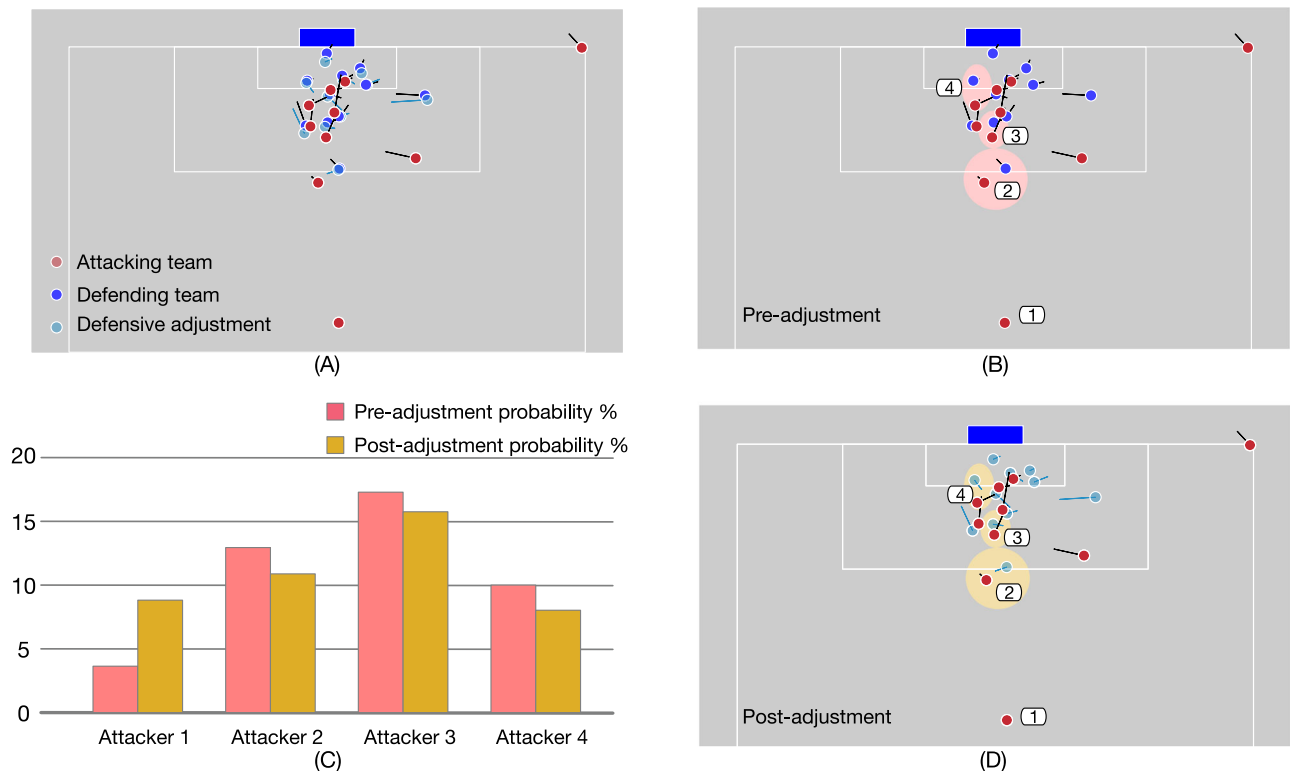 Attacking team
Defending team
Defensive adjustment
(A)
4
3
2
Pre-adjustment
1
(B)
Pre-adjustment probability %
Post-adjustment probability %
20
15
10
5
0
Attacker 1
Attacker 2
Attacker 3
Attacker 4
(C)
4
3
2
Post-adjustment
1
(D)